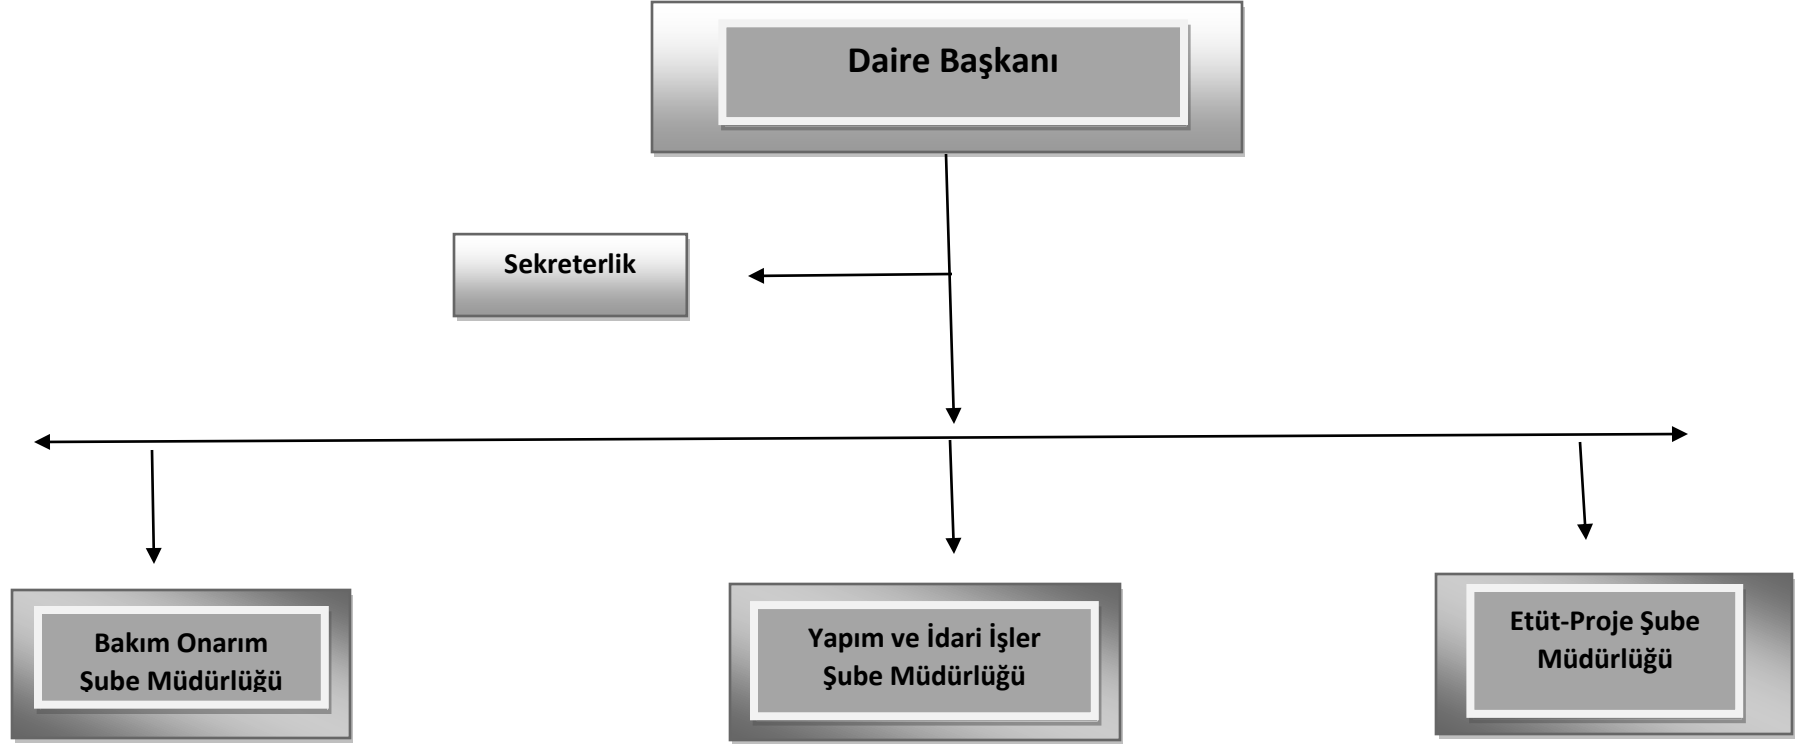 Daire Başkanı
Sekreterlik
Bakım Onarım
Şube Müdürlüğü
Yapım ve İdari İşler
Şube Müdürlüğü
Etüt-Proje Şube
Müdürlüğü